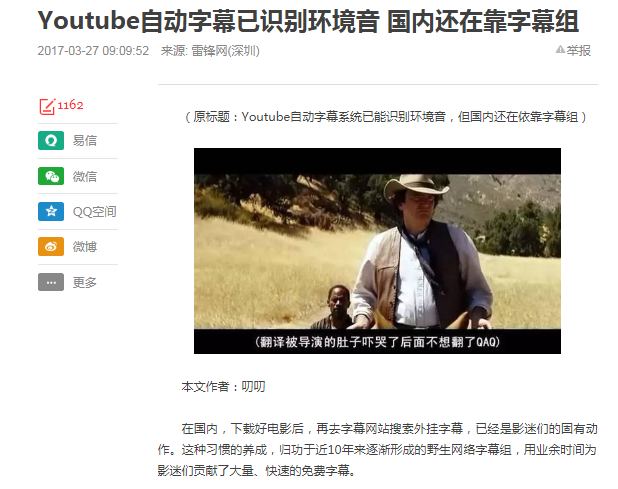 Youtube自动字幕已识别环境音 国内还在靠字幕组
2017-03-27 09:09:52 来源: 雷锋网(深圳)
举报
1162
易信
微信
QQ空间
微博
更多
（原标题：Youtube自动字幕系统已能识别环境音，但国内还在依靠字幕组）
(翻译被导演的肚子吓哭了后面不想翻了QAQ)
本文作者：叨叨
在国内，下载好电影后，再去字幕网站搜索外挂字幕，已经是影迷们的固有动
作。这种习惯的养成，归功于近10年来逐渐形成的野生网络字幕组，用业余时间为
影迷们贡献了大量、快速的免费字幕。